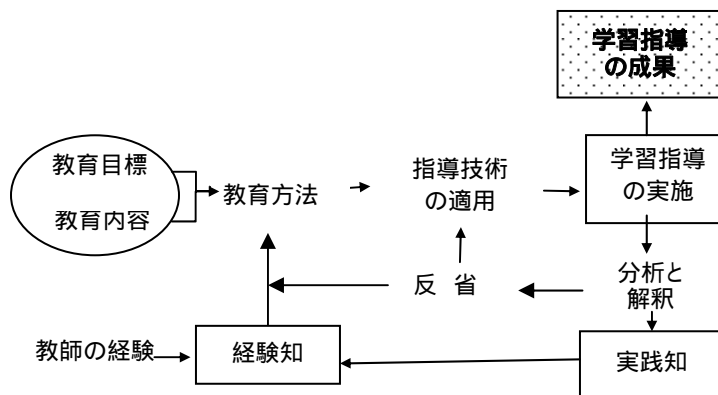 学習指導
の成果
教育目標
教育内容
教育方法
指導技術
の適用
学習指導
の実施
反 省
分析と
解釈
教師の経験
経験知
実践知